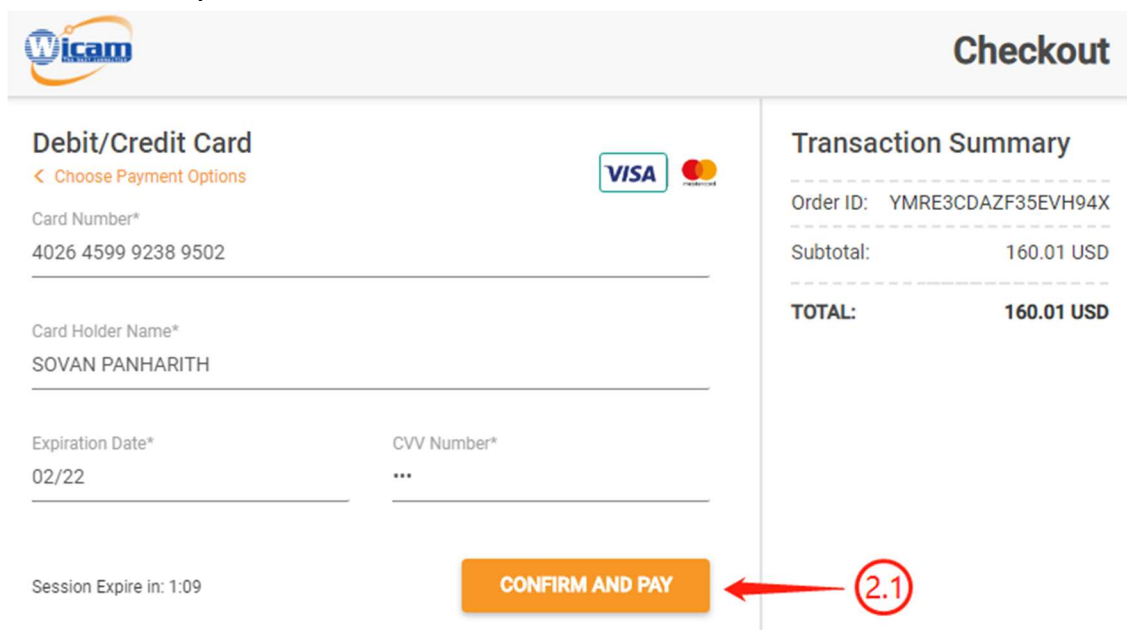 Wicam
Checkout
Debit/Credit Card
< Choose Payment Options
VISA
mastercard
Card Number*
4026 4599 9238 9502
Card Holder Name*
SOVAN PANHARITH
Expiration Date*
CVV Number*
02/22
•••
Session Expire in: 1:09
CONFIRM AND PAY
2.1
Transaction Summary
Order ID: YMRE3CDAZF35EVH94X
Subtotal: 160.01 USD
TOTAL: 160.01 USD